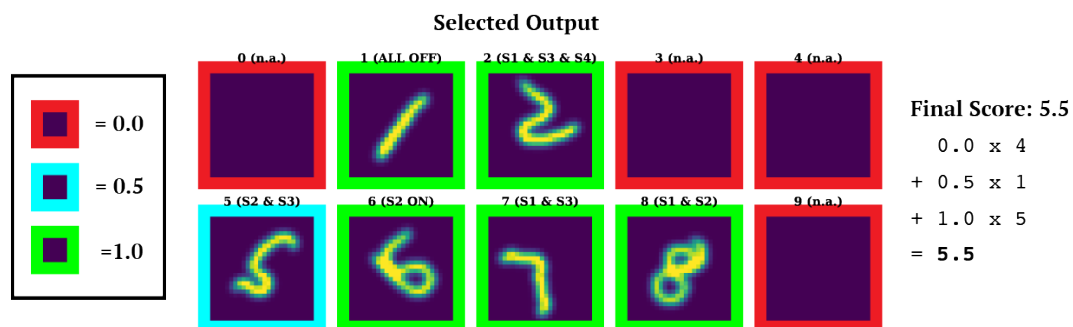 Selected Output
0 (n.a.)
1 (ALL OFF)
2 (S1 & S3 & S4)
3 (n.a.)
4 (n.a.)
5 (S2 & S3)
6 (S2 ON)
7 (S1 & S3)
8 (S1 & S2)
9 (n.a.)
= 0.0
= 0.5
=1.0
Final Score: 5.5
0.0 x 4
+ 0.5 x 1
+ 1.0 x 5
= 5.5